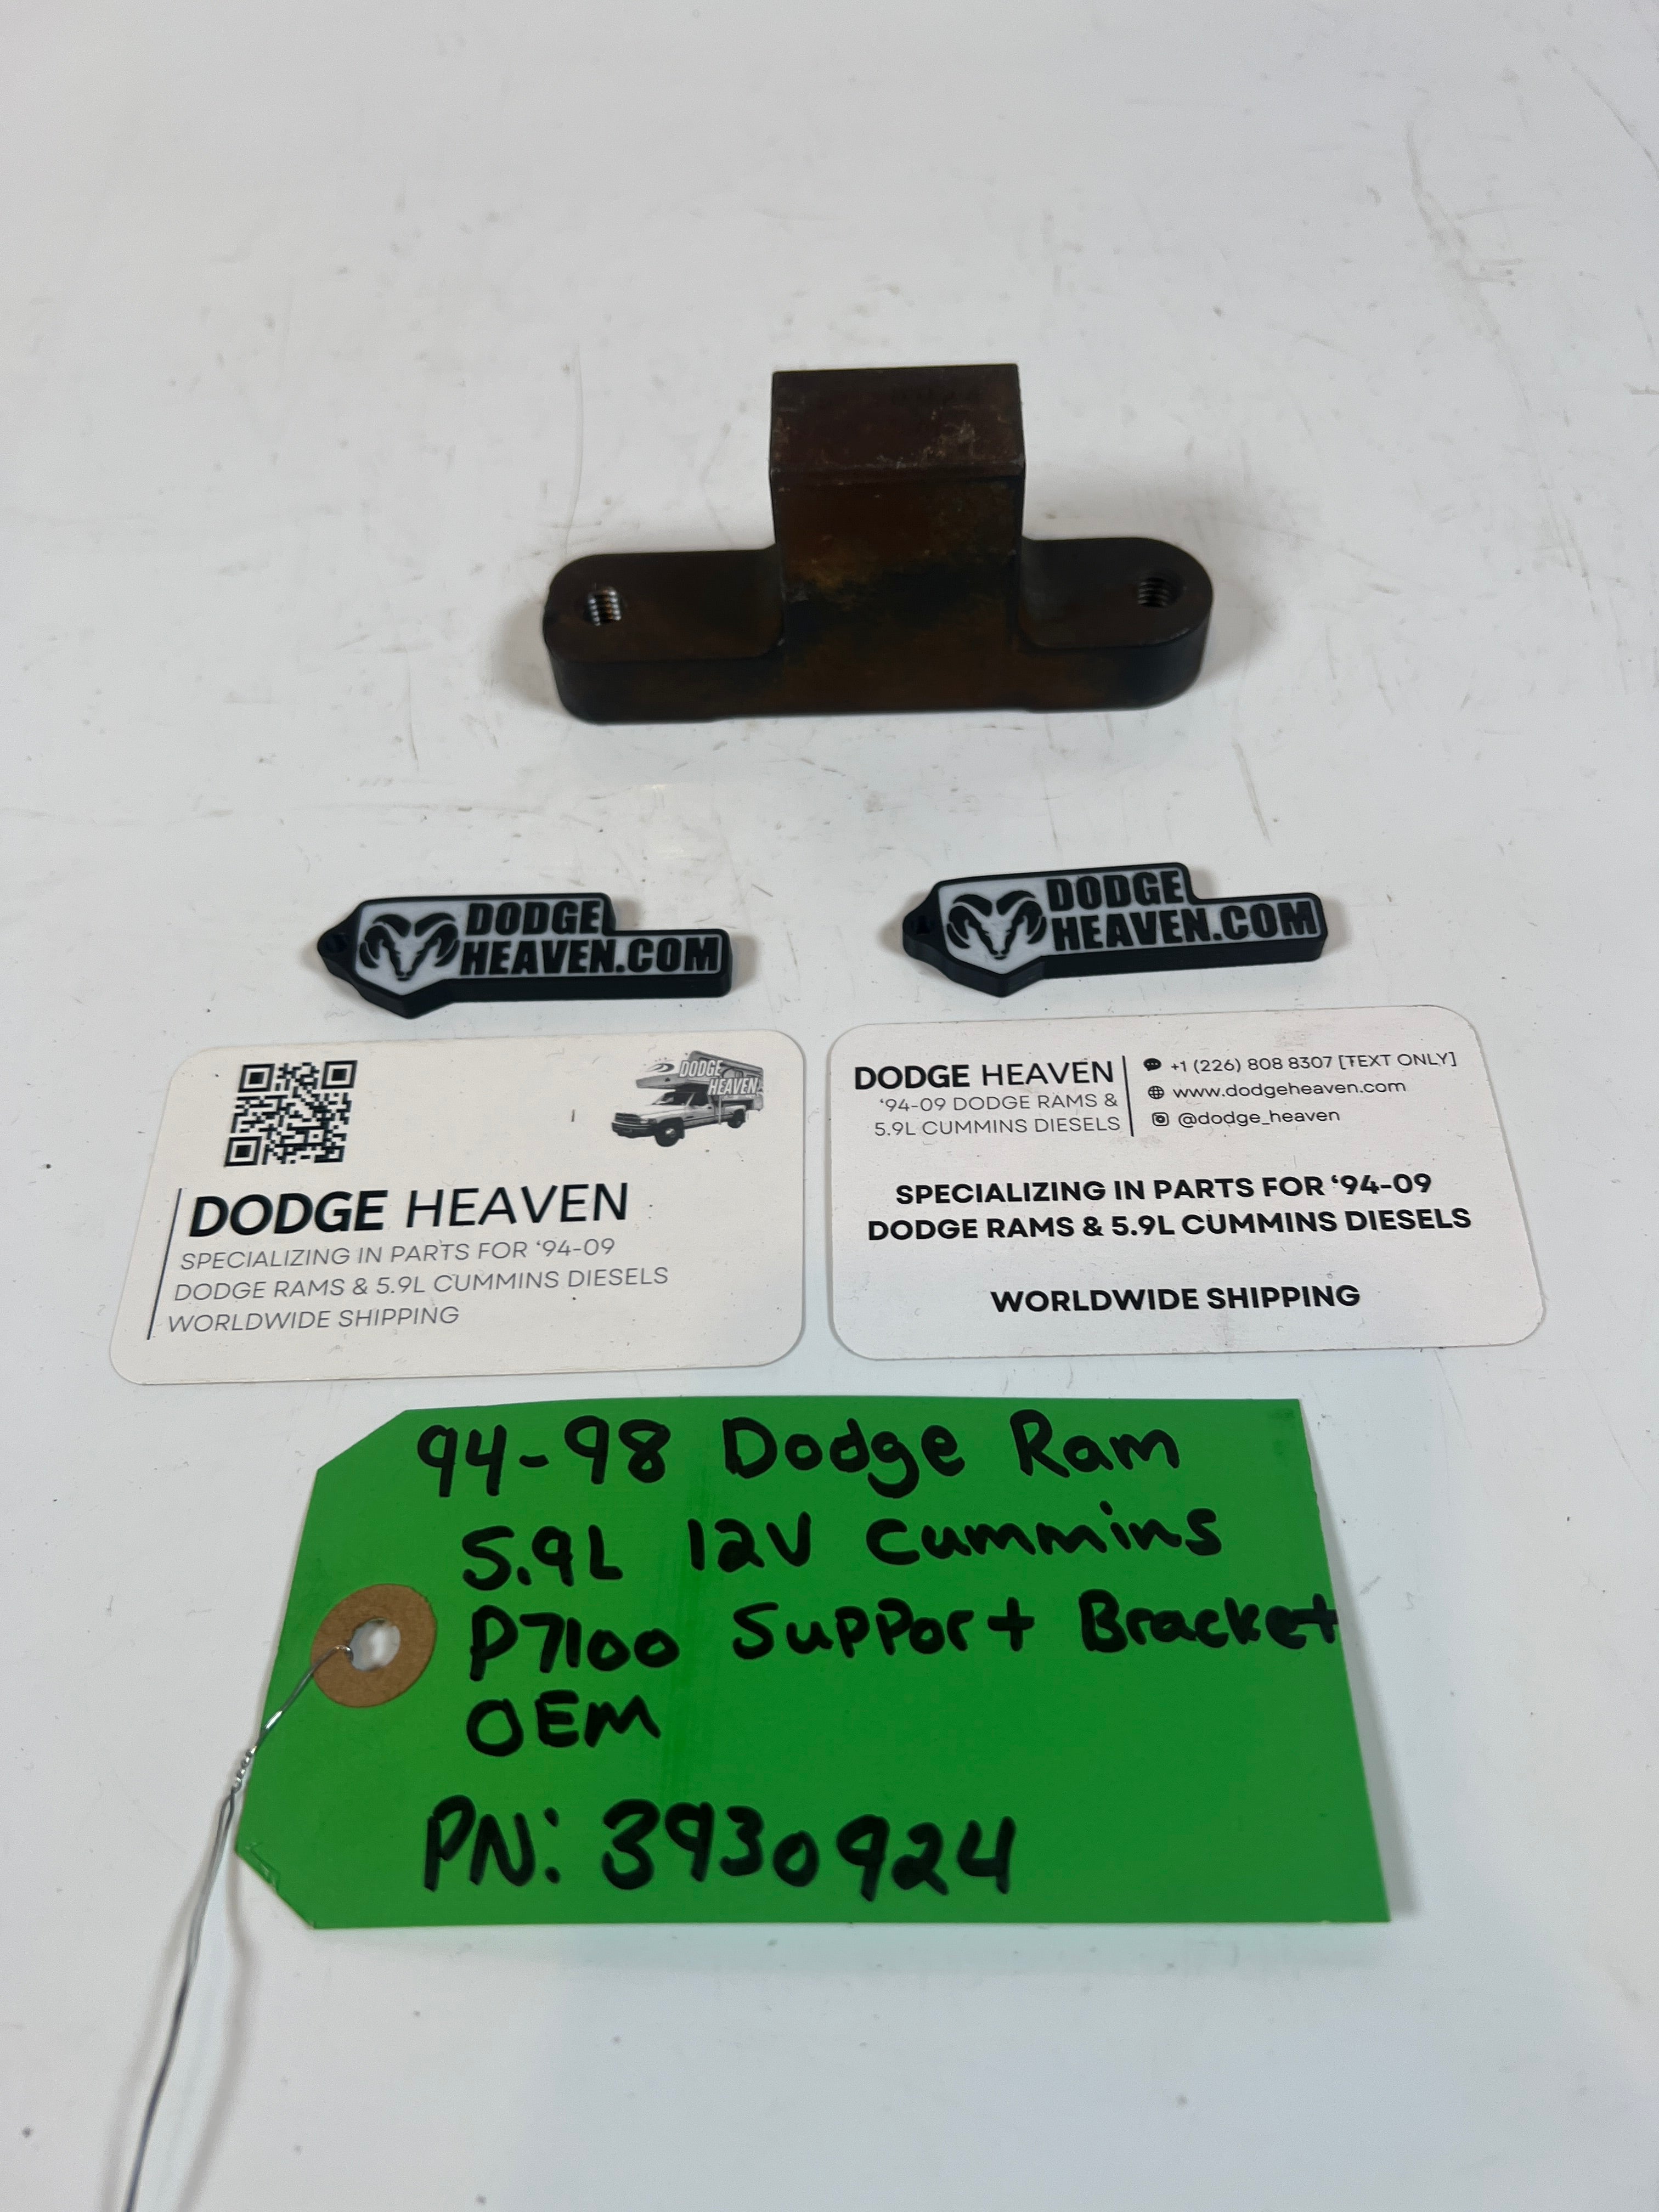 DODGE
HEAVEN.COM
DODGE
HEAVEN.COM
DODGE
HEAVEN
DODGE HEAVEN
SPECIALIZING IN PARTS FOR ‘94-09
DODGE RAMS & 5.9L CUMMINS DIESELS
WORLDWIDE SHIPPING
DODGE HEAVEN
‘94-09 DODGE RAMS &
5.9L CUMMINS DIESELS
+1 (226) 808 8307 [TEXT ONLY]
www.dodgeheaven.com
@dodge_heaven
SPECIALIZING IN PARTS FOR ‘94-09
DODGE RAMS & 5.9L CUMMINS DIESELS
WORLDWIDE SHIPPING
94-98 Dodge Ram
5.9L 12V Cummins
P7100 Support Bracket
OEM
PN: 3930924